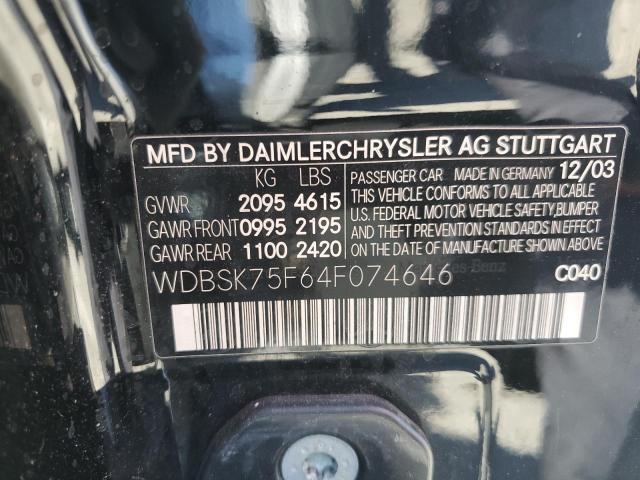 MFD BY DAIMLERCHRYSLER AG STUTTGART
KG LBS
GVWR 2095 4615
GAWR FRONT 0995 2195
GAWR REAR 1100 2420
PASSENGER CAR MADE IN GERMANY 12/03
THIS VEHICLE CONFORMS TO ALL APPLICABLE
U.S. FEDERAL MOTOR VEHICLE SAFETY, BUMPER
AND THEFT PREVENTION STANDARDS IN EFFECT
ON THE DATE OF MANUFACTURE SHOWN ABOVE
WDBSK75F64F074646
C040